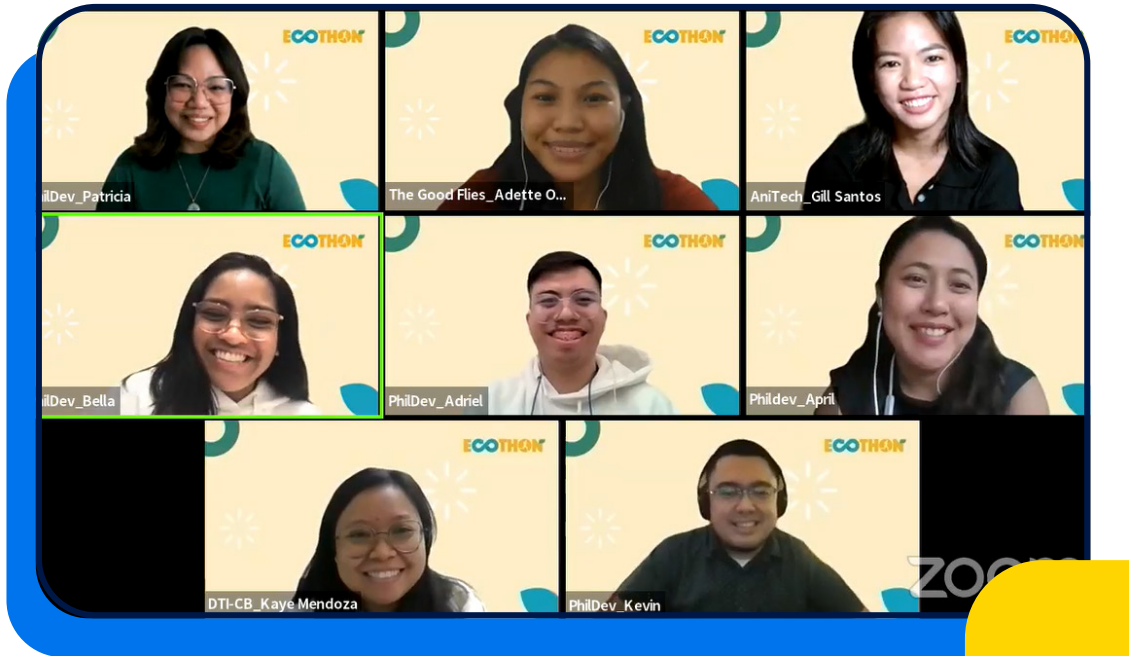 ECOTHON
ECOTHON
ECOTHON
ilDev_Patricia
The Good Flies_Adette O...
AniTech_Gill Santos
ECOTHON
ECOTHON
ECOTHON
ilDev_Bella
PhilDev_Adriel
Phildev_April
ECOTHON
ECOTHON
DTI-CB_Kaye Mendoza
PhilDev_Kevin
zoom